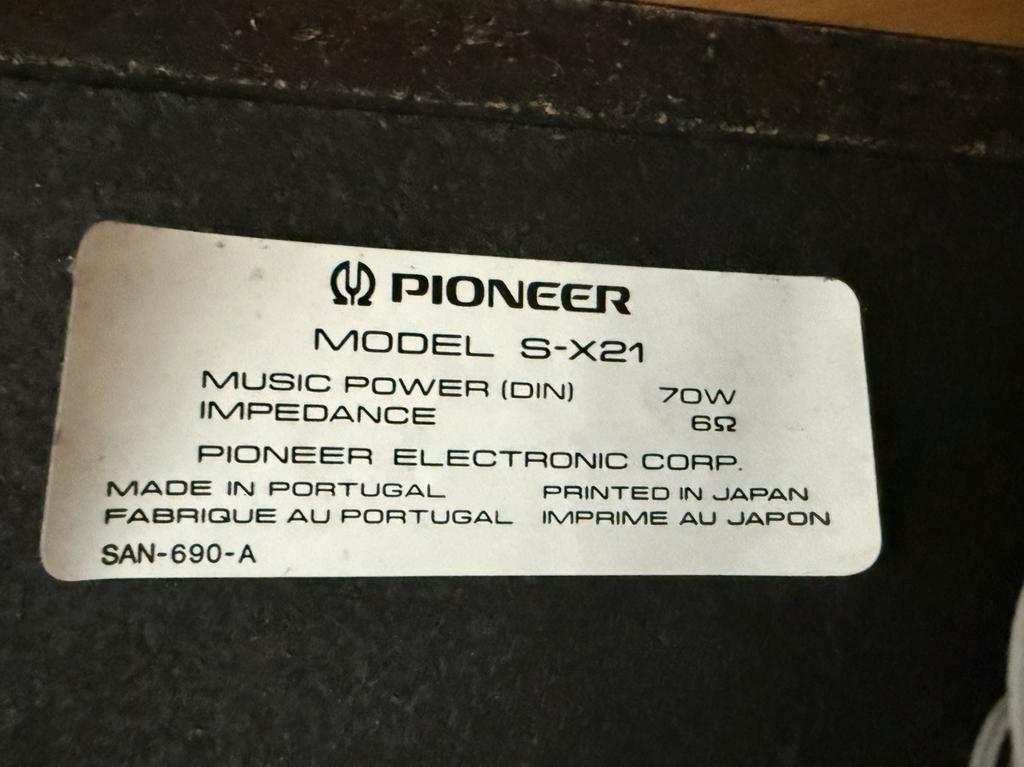 PIONEER
MODEL S-X21
MUSIC POWER (DIN) 70W
IMPEDANCE 6Ω
PIONEER ELECTRONIC CORP.
MADE IN PORTUGAL PRINTED IN JAPAN
FABRIQUE AU PORTUGAL IMPRIME AU JAPON
SAN-690-A